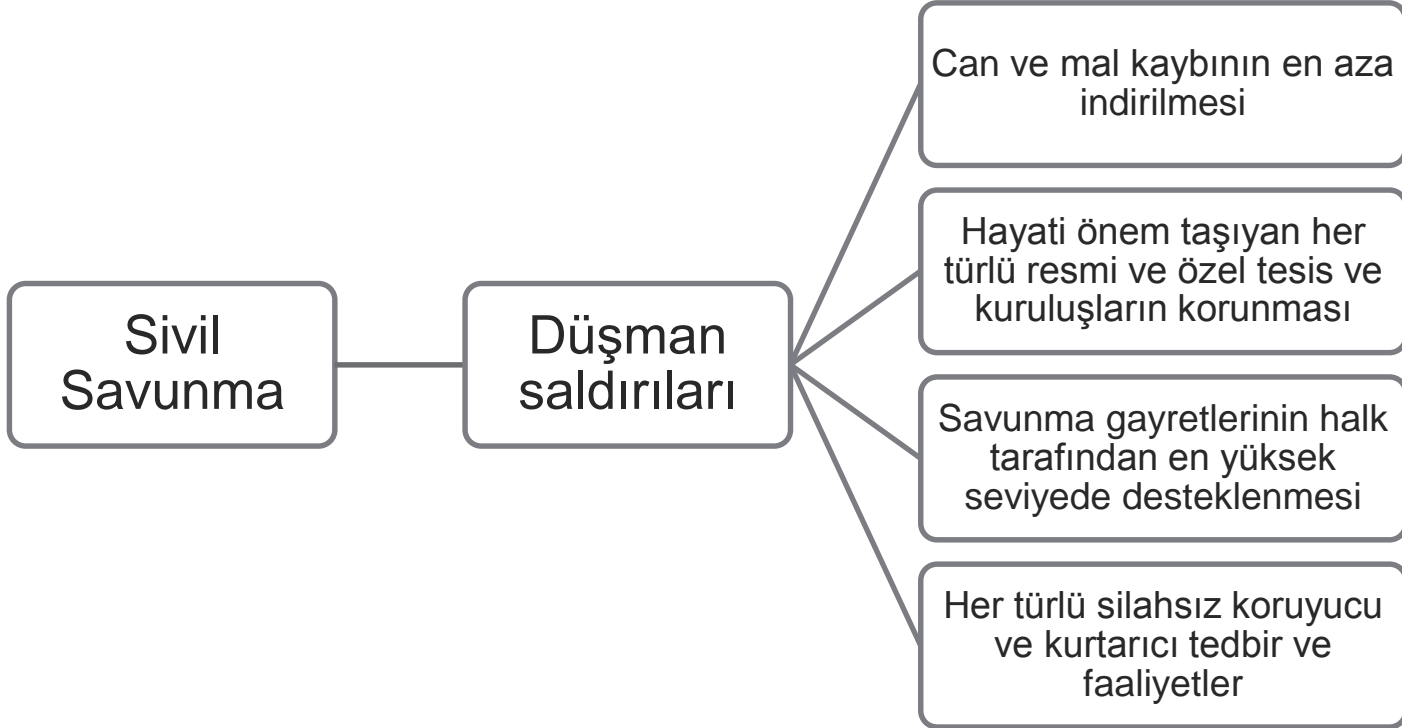 Sivil
Savunma
Düşman
saldırıları
Can ve mal kaybının en aza
indirilmesi
Hayati önem taşıyan her
türlü resmi ve özel tesis ve
kuruluşların korunması
Savunma gayretlerinin halk
tarafından en yüksek
seviyede desteklenmesi
Her türlü silahsız koruyucu
ve kurtarıcı tedbir ve
faaliyetler